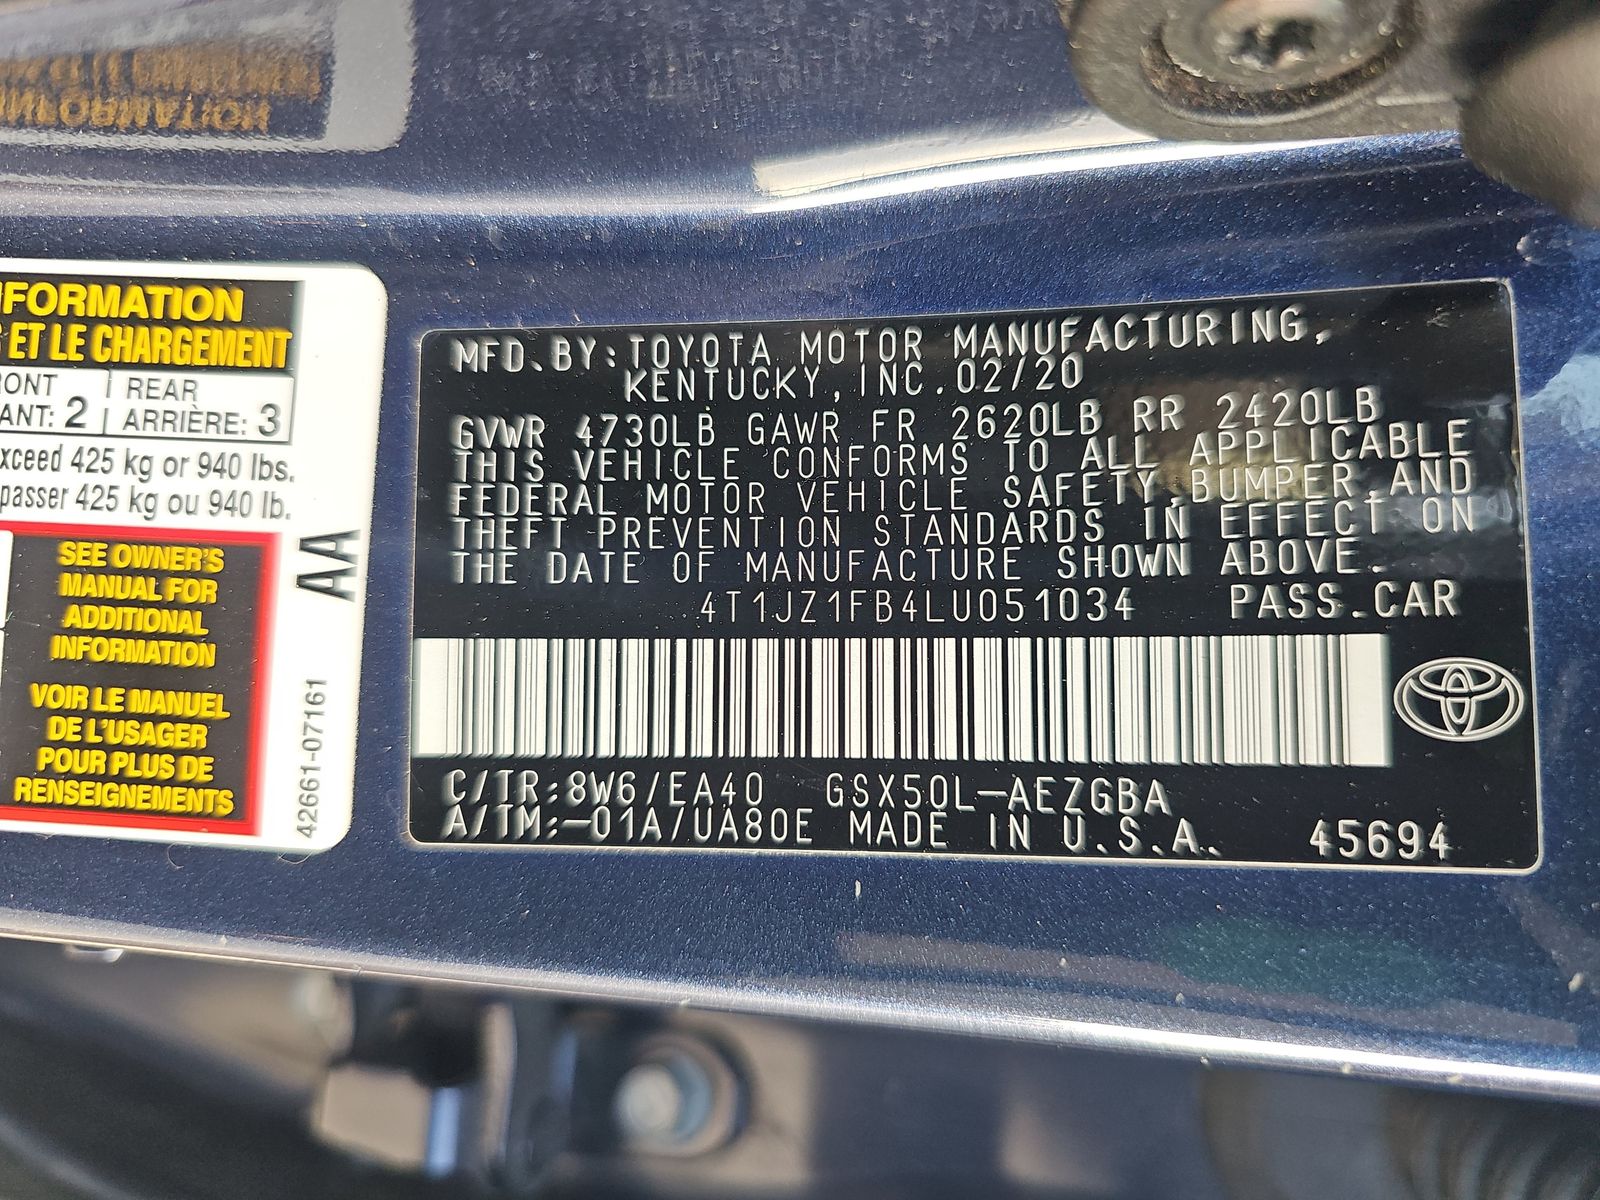 NFORMATION
S ET LE CHARGEMENT
RONT
ANT: 2
REAR
ARRIÈRE: 3
xceed 425 kg or 940 lbs.
passer 425 kg ou 940 lb.
SEE OWNER'S
MANUAL FOR
ADDITIONAL
INFORMATION
VOIR LE MANUEL
DE L'USAGER
POUR PLUS DE
RENSEIGNEMENTS
AA
42661-07161
MFD.BY:TOYOTA MOTOR MANUFACTURING,
KENTUCKY,INC.02/20
GVWR 4730LB GAWR FR 2620LB RR 2420LB
THIS VEHICLE CONFORMS TO ALL APPLICABLE
FEDERAL MOTOR VEHICLE SAFETY,BUMPER,AND
THEFT PREVENTION STANDARDS IN EFFECT ON
THE DATE OF MANUFACTURE SHOWN ABOVE.
4T1JZ1FB4LU051034 PASS.CAR
C/TR:8W6/EA40 GSX50L-AEZGBA
A/TM:-01A/UA80E MADE IN U.S.A. 45694